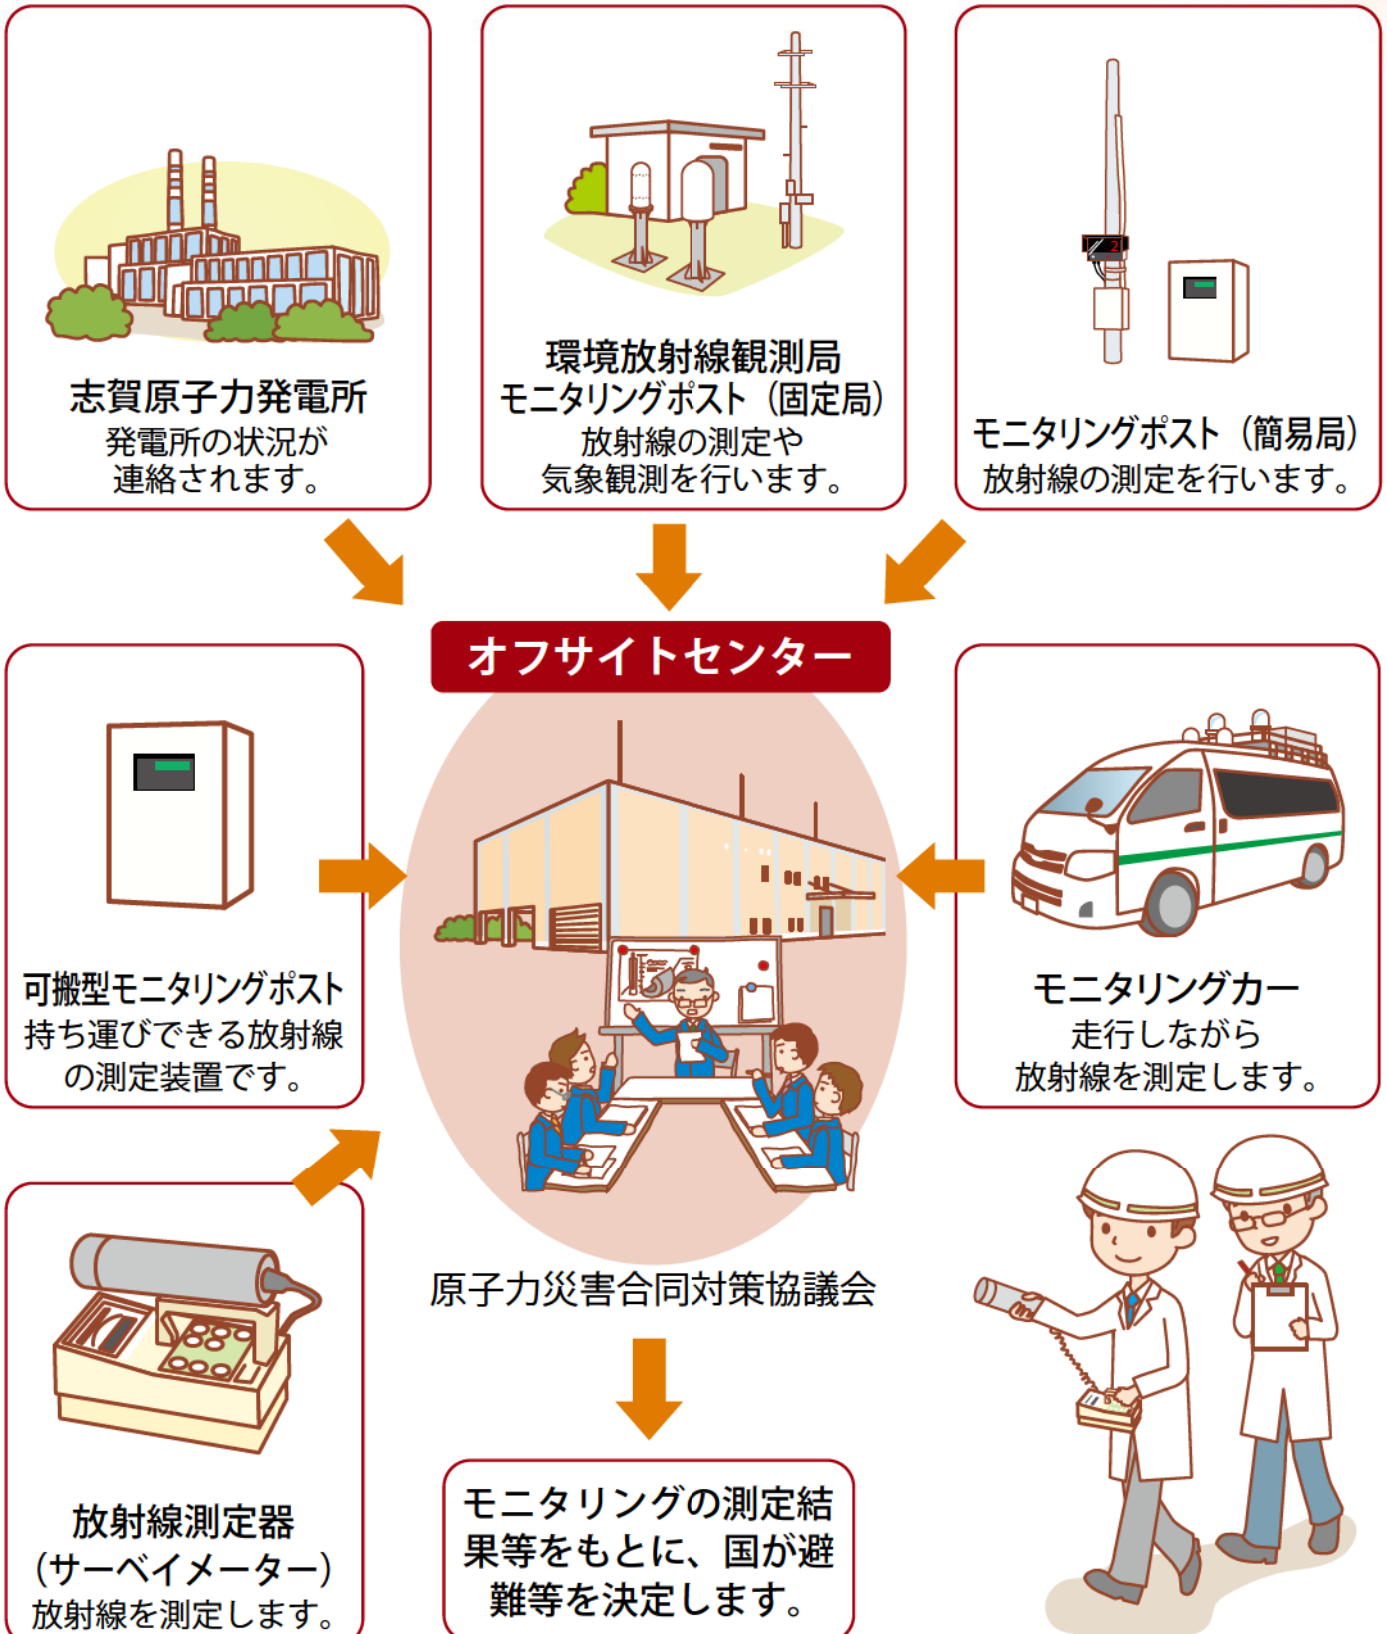 志賀原子力発電所
発電所の状況が
連絡されます。
環境放射線観測局
モニタリングポスト（固定局）
放射線の測定や
気象観測を行います。
2
モニタリングポスト（簡易局）
放射線の測定を行います。
オフサイトセンター
可搬型モニタリングポスト
持ち運びできる放射線
の測定装置です。
モニタリングカー
走行しながら
放射線を測定します。
原子力災害合同対策協議会
放射線測定器
（サーベイメーター）
放射線を測定します。
モニタリングの測定結
果等をもとに、国が避
難等を決定します。